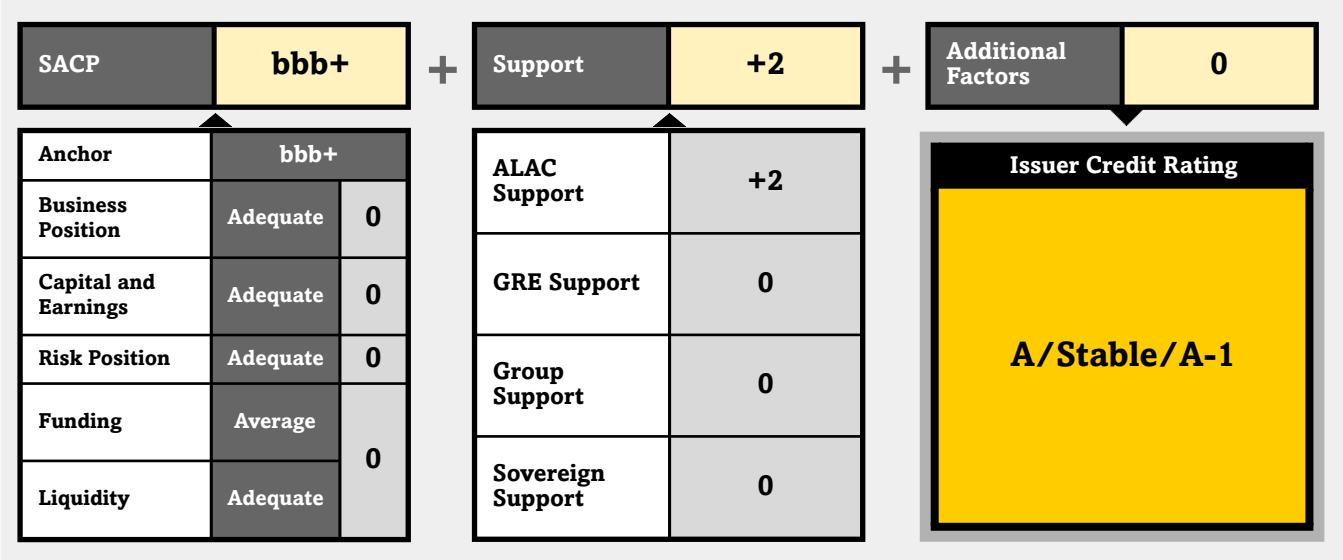 SACP bbb+ + Support +2 + Additional
Factors 0
Anchor bbb+
Business
Position Adequate 0
Capital and
Earnings Adequate 0
Risk Position Adequate 0
Funding Average
0
Liquidity Adequate
ALAC
Support +2
GRE Support 0
Group
Support 0
Sovereign
Support 0
Issuer Credit Rating
A/Stable/A-1